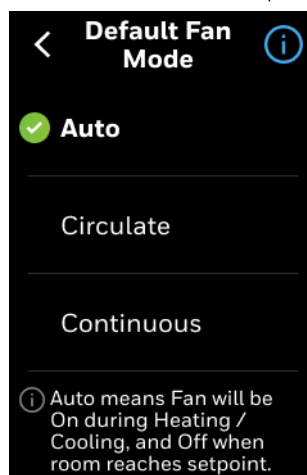 Default Fan
Mode
Auto
Circulate
Continuous
Auto means Fan will be
On during Heating /
Cooling, and Off when
room reaches setpoint.